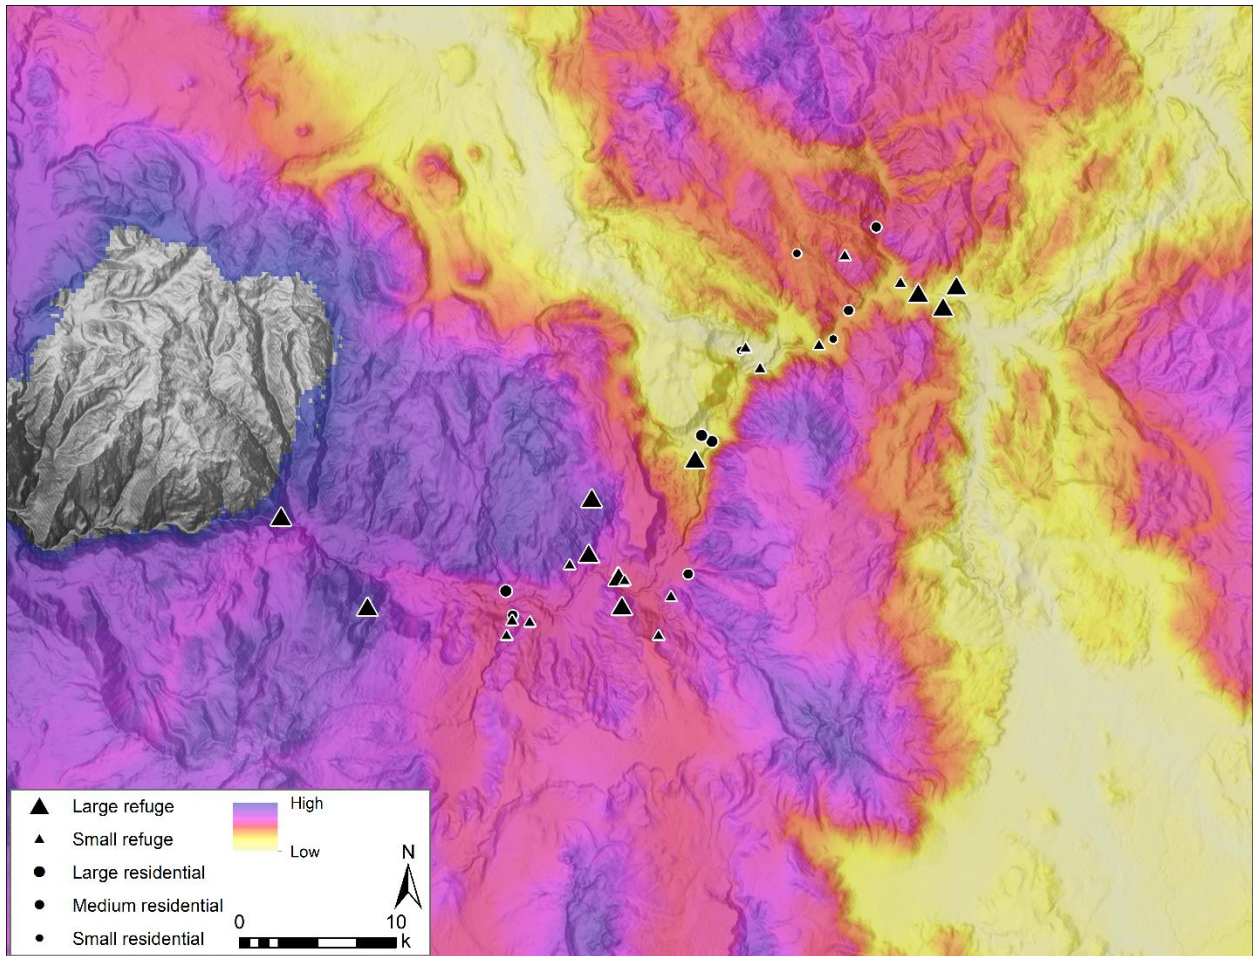 Large refuge
Small refuge
Large residential
Medium residential
Small residential
High
Low
N
0 10
k